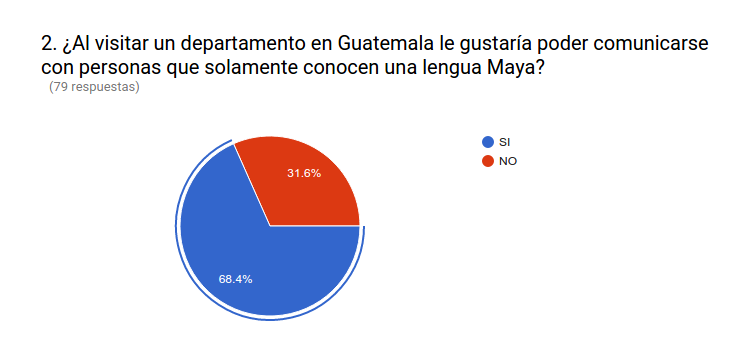 2. ¿Al visitar un departamento en Guatemala le gustaría poder comunicarse
con personas que solamente conocen una lengua Maya?
(79 respuestas)
SI
NO
31.6%
68.4%